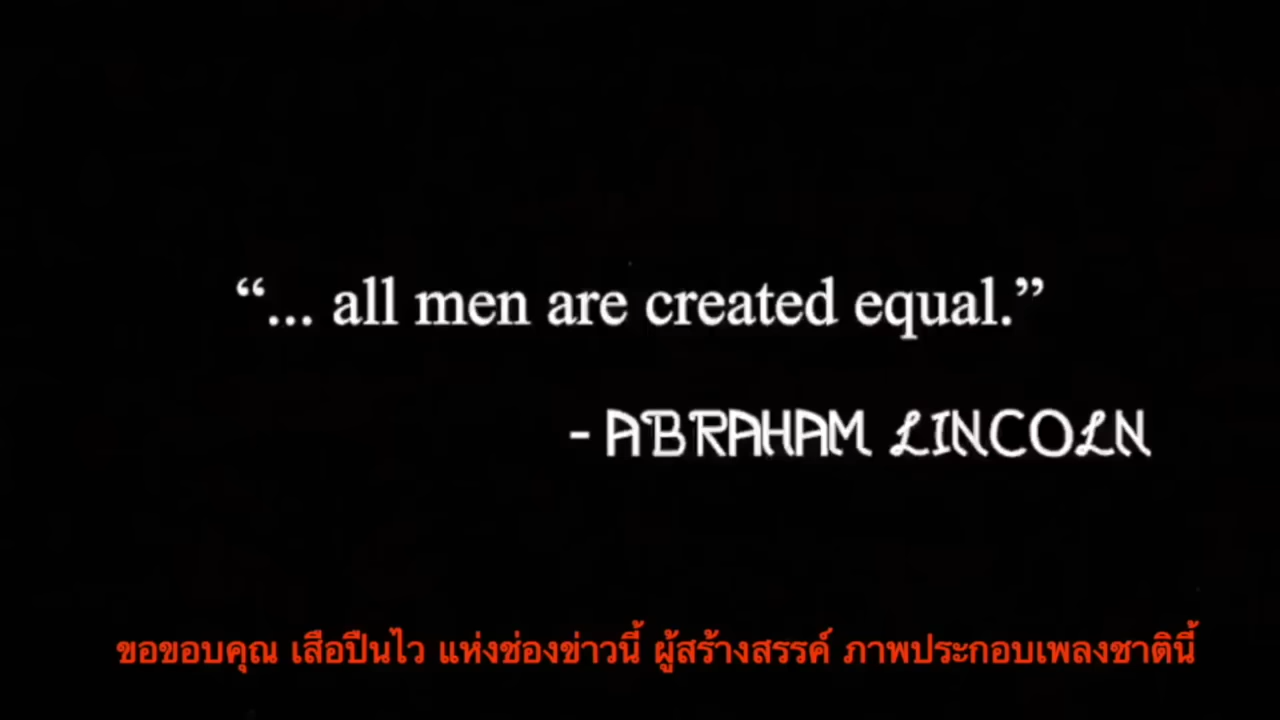 “... all men are created equal.”
- ABRAHAM LINCOLN
ขอขอบคุณ เสือปืนไว แห่งช่องข่าวนี้ ผู้สร้างสรรค์ ภาพประกอบเพลงชาตินี้